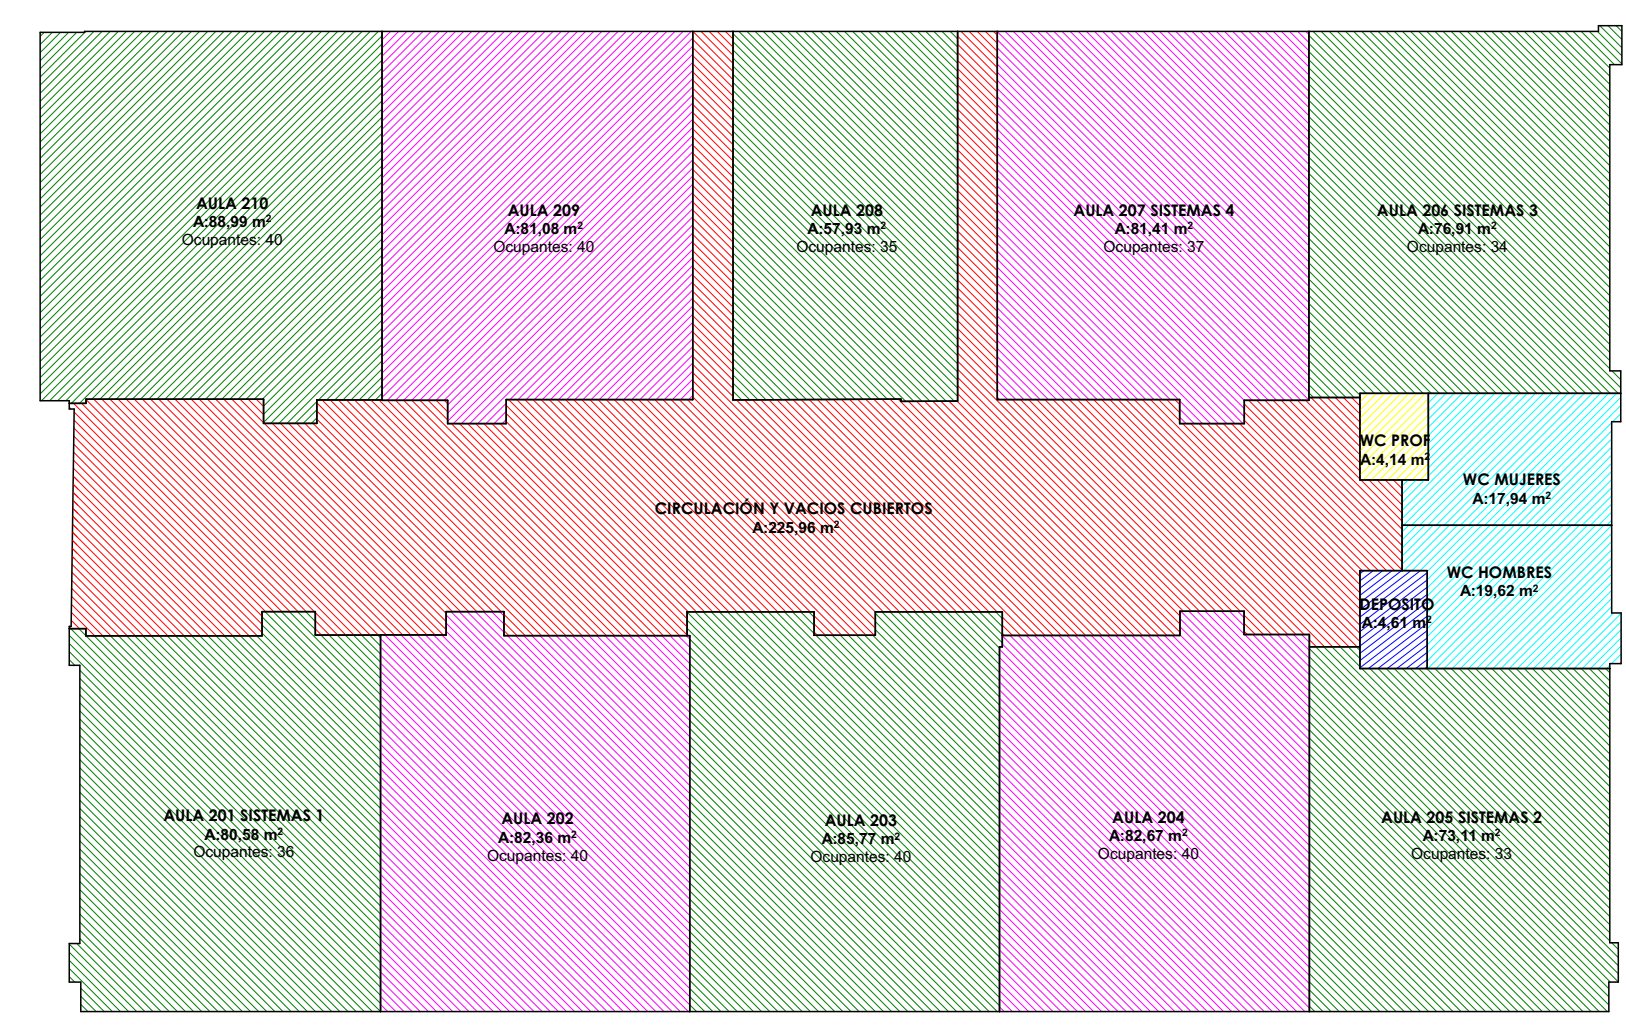 AULA 210
A:88,99 m²
Ocupantes: 40
AULA 209
A:81,08 m²
Ocupantes: 40
AULA 208
A:57,93 m²
Ocupantes: 35
AULA 207 SISTEMAS 4
A:81,41 m²
Ocupantes: 37
AULA 206 SISTEMAS 3
A:76,91 m²
Ocupantes: 34
WC PROF
A:4,14 m²
WC MUJERES
A:17,94 m²
CIRCULACIÓN Y VACIOS CUBIERTOS
A:225,96 m²
WC HOMBRES
A:19,62 m²
DEPOSITO
A:4,61 m²
AULA 201 SISTEMAS 1
A:80,58 m²
Ocupantes: 36
AULA 202
A:82,36 m²
Ocupantes: 40
AULA 203
A:85,77 m²
Ocupantes: 40
AULA 204
A:82,67 m²
Ocupantes: 40
AULA 205 SISTEMAS 2
A:73,11 m²
Ocupantes: 33